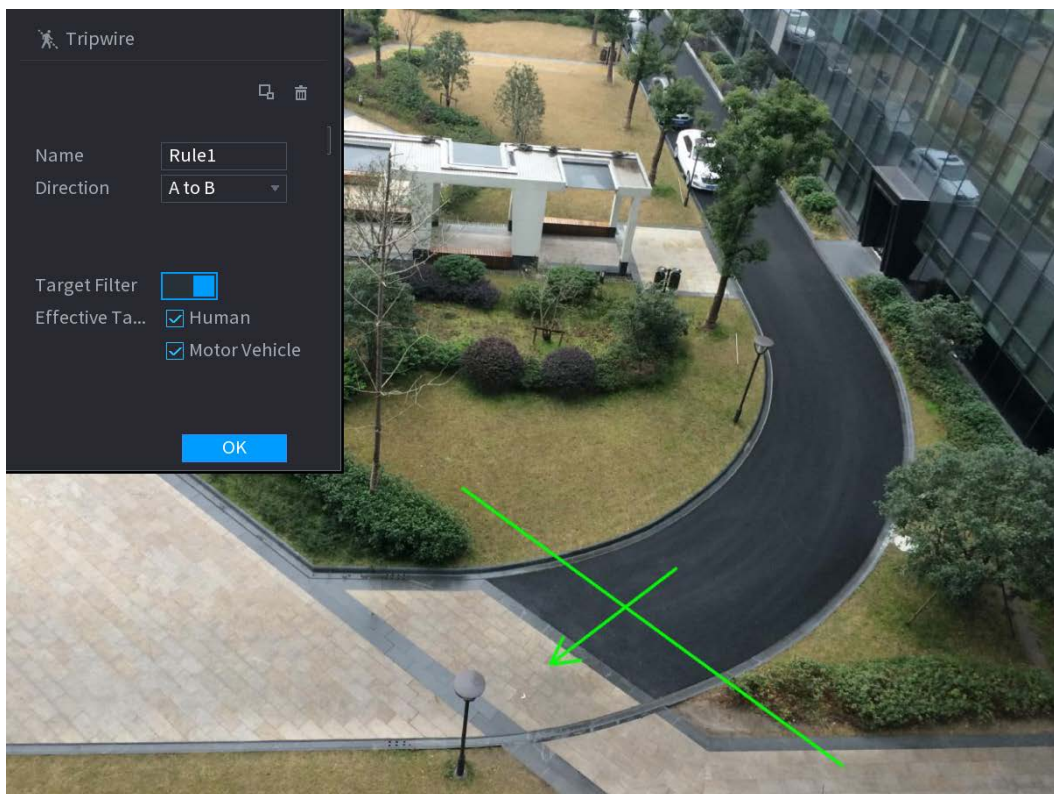 Tripwire
Name Rule1
Direction A to B
Target Filter
Effective Ta... Human
Motor Vehicle
OK